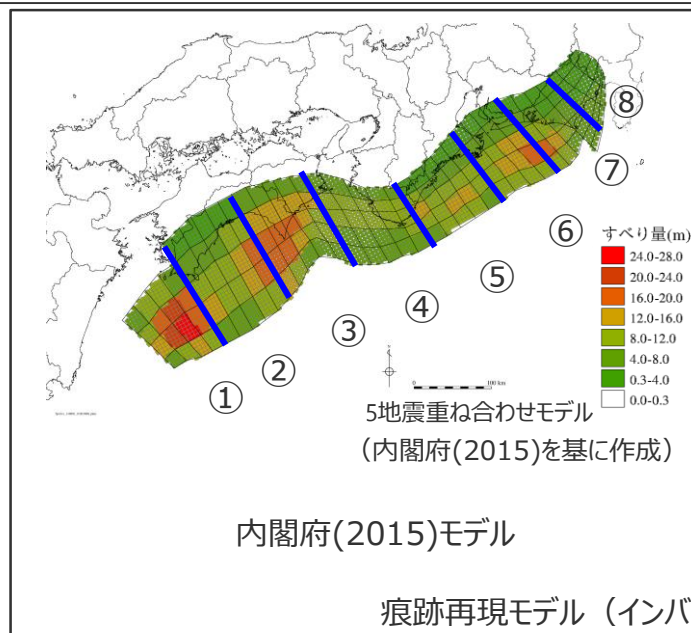 ⑧
⑦
⑥
⑤
④
③
②
①
すべり量(m)
24.0-28.0
20.0-24.0
16.0-20.0
12.0-16.0
8.0-12.0
4.0-8.0
0.3-4.0
0.0-0.3
0
100 km
5地震重ね合わせモデル
（内閣府(2015)を基に作成）
内閣府(2015)モデル
痕跡再現モデル（インバ